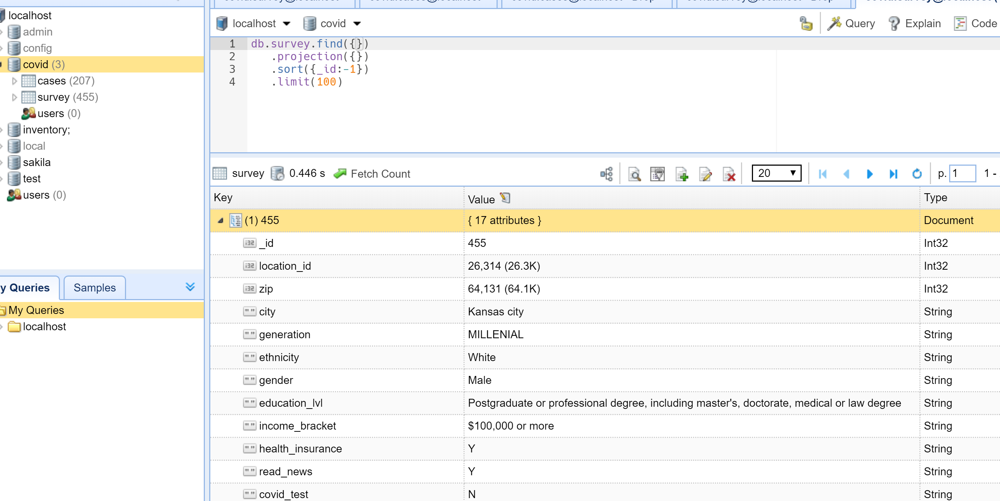 localhost
admin
config
covid (3)
cases (207)
survey (455)
users (0)
inventory;
local
sakila
test
users (0)
y Queries
Samples
My Queries
localhost
localhost
covid
Query
Explain
Code
1 db.survey.find({})
2 .projection({})
3 .sort({_id:-1})
4 .limit(100)
survey 0.446 s Fetch Count 20 p. 1 1 -
Key Value Type
(1) 455 { 17 attributes } Document
_id 455 Int32
location_id 26,314 (26.3K) Int32
zip 64,131 (64.1K) Int32
city Kansas city String
generation MILLENIAL String
ethnicity White String
gender Male String
education_lvl Postgraduate or professional degree, including master's, doctorate, medical or law degree String
income_bracket $100,000 or more String
health_insurance Y String
read_news Y String
covid_test N String